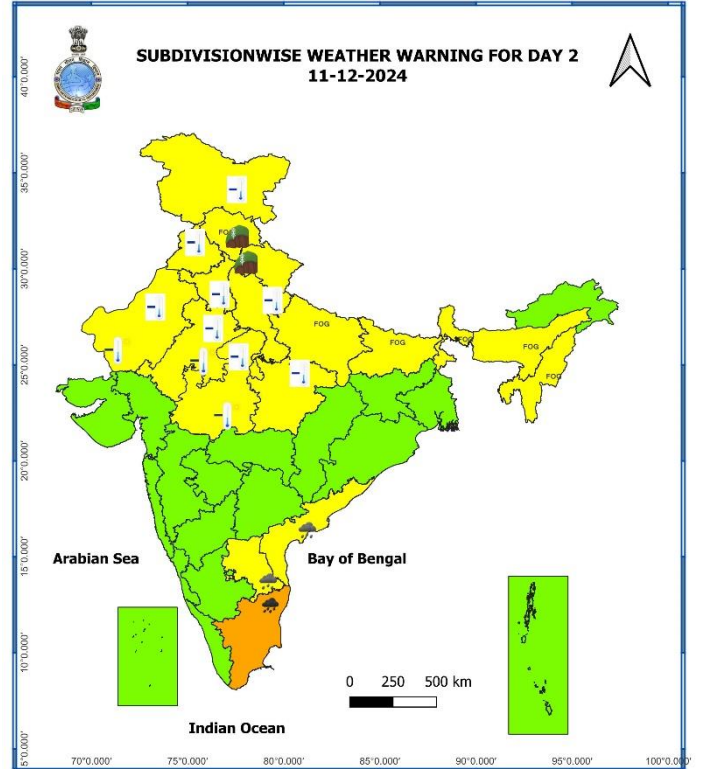 SUBDIVISIONWISE WEATHER WARNING FOR DAY 2
11-12-2024
40°0.000'
35°0.000'
30°0.000'
25°0.000'
20°0.000'
15°0.000'
10°0.000'
5°0.000'
FOG
FOG
FOG
FOG
FOG
Arabian Sea
Bay of Bengal
0 250 500 km
Indian Ocean
70°0.000' 75°0.000' 80°0.000' 85°0.000' 90°0.000' 95°0.000' 100°0.000'